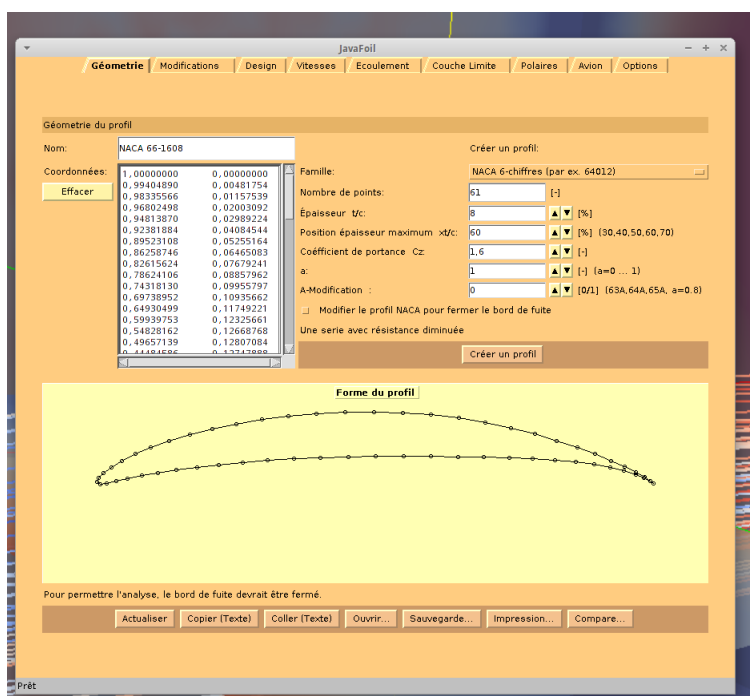 JavaFoil
Géometrie Modifications Design Vitesses Ecoulement Couche Limite Polaires Avion Options
Géometrie du profil
Nom: NACA 66-1608 Créer un profil:
Coordonnées: Famille: NACA 6-chiffres (par ex. 64012)
Effacer
1,00000000 0,00000000
0,99404890 0,00481754
0,98335566 0,01157539
0,96802498 0,02003092
0,94813870 0,02989224
0,92381884 0,04084544
0,89523108 0,05255164
0,86258746 0,06465083
0,82615624 0,07679241
0,78624106 0,08857962
0,74318130 0,09955797
0,69738952 0,10935662
0,64930499 0,11749221
0,59939753 0,12325661
0,54828162 0,12668768
0,49657139 0,12807084
0,44484586 0,12747888
Nombre de points: 61 [-]
Épaisseur t/c: 8 [%]
Position épaisseur maximum xt/c: 60 [%] (30,40,50,60,70)
Coéfficient de portance Cz: 1,6 [-]
a: 1 [-] (a=0 ... 1)
A-Modification : 0 [0/1] (63A,64A,65A, a=0.8)
Modifier le profil NACA pour fermer le bord de fuite
Une serie avec résistance diminuée
Créer un profil
Forme du profil
Pour permettre l'analyse, le bord de fuite devrait être fermé.
Actualiser Copier (Texte) Coller (Texte) Ouvrir... Sauvegarde... Impression... Compare...
Prêt